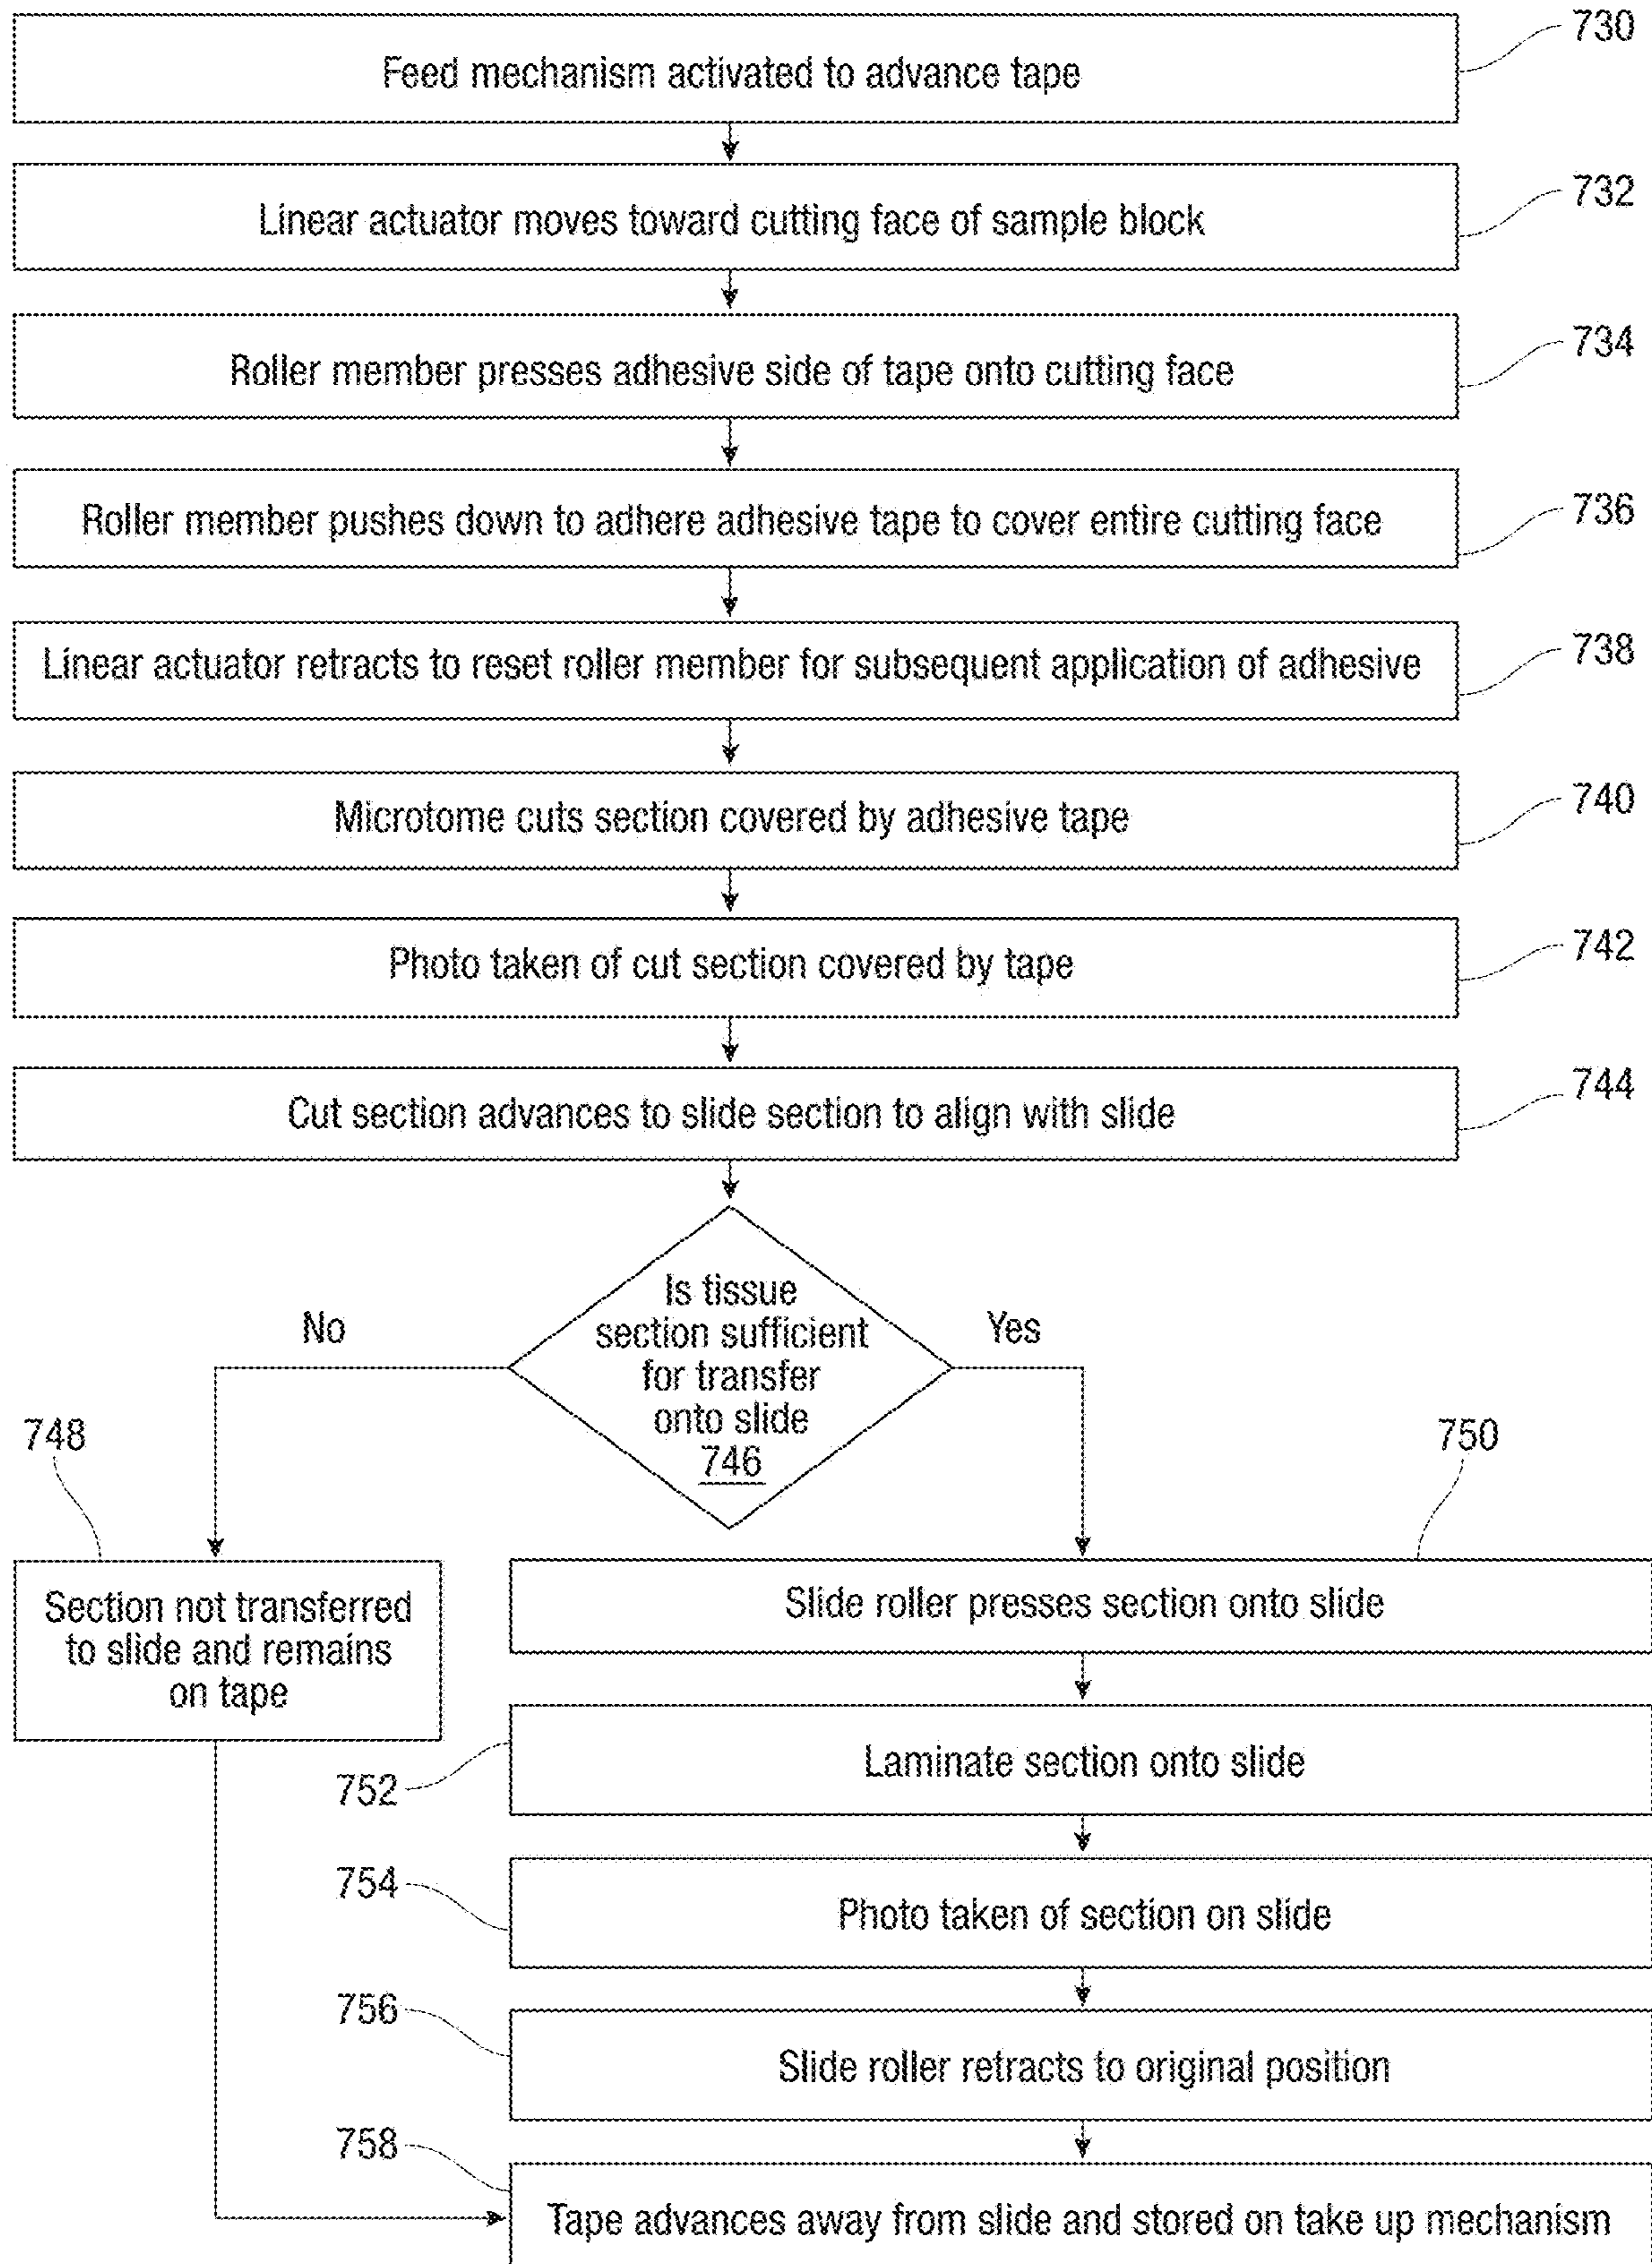 730
Feed mechanism activated to advance tape
732
Linear actuator moves toward cutting face of sample block
734
Roller member presses adhesive side of tape onto cutting face
736
Roller member pushes down to adhere adhesive tape to cover entire cutting face
738
Linear actuator retracts to reset roller member for subsequent application of adhesive
740
Microtome cuts section covered by adhesive tape
742
Photo taken of cut section covered by tape
744
Cut section advances to slide section to align with slide
Is tissue
section sufficient
for transfer
onto slide
746
No
Yes
748
Section not transferred
to slide and remains
on tape
750
Slide roller presses section onto slide
752
Laminate section onto slide
754
Photo taken of section on slide
756
Slide roller retracts to original position
758
Tape advances away from slide and stored on take up mechanism